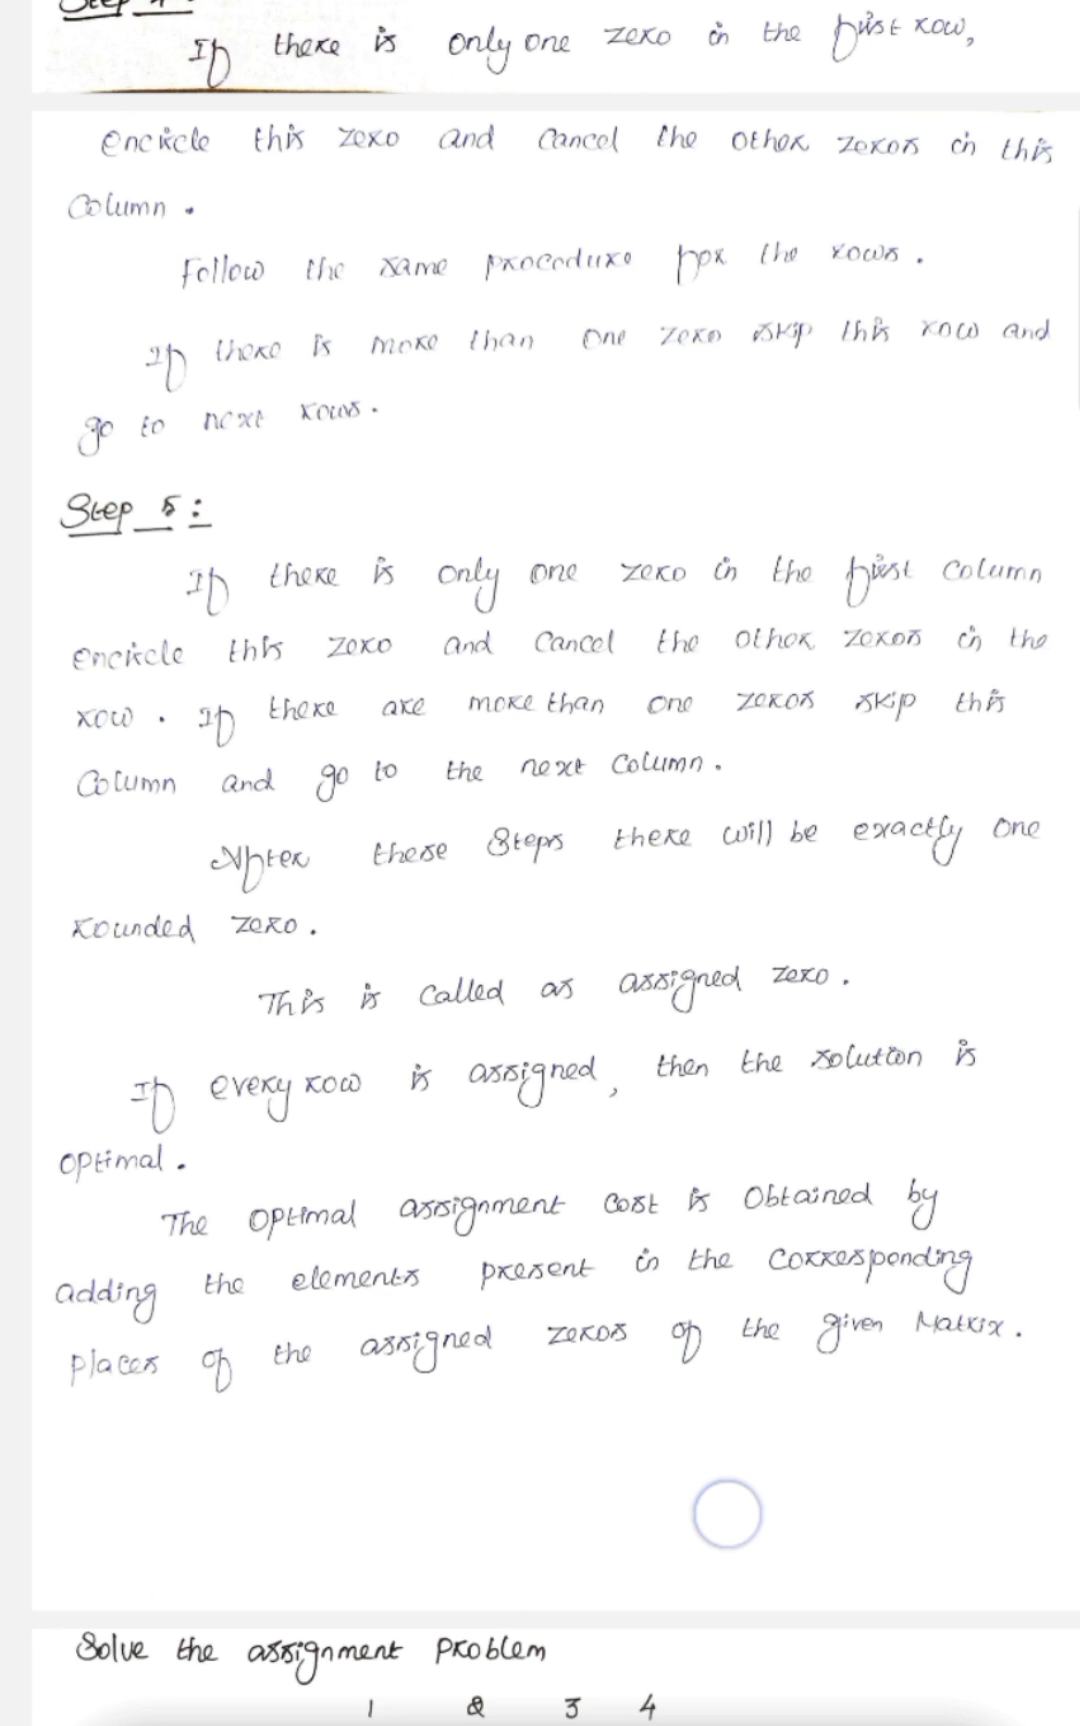 Step 4
If there is only one zero in the first row,
encircle this zero and cancel the other zeros in this
column.
Follow the same procedure for the rows.
If there is more than one zero skip this row and
go to next rows.
Step 5:
If there is only one zero in the first column
encircle this zero and cancel the other zeros in the
row. If there are more than one zeros skip this
column and go to the next column.
After these steps there will be exactly one
rounded zero.
This is called as assigned zero.
If every row is assigned, then the solution is
optimal.
The optimal assignment cost is obtained by
adding the elements present in the corresponding
places of the assigned zeros of the given Matrix.
Solve the assignment problem
1 2 3 4